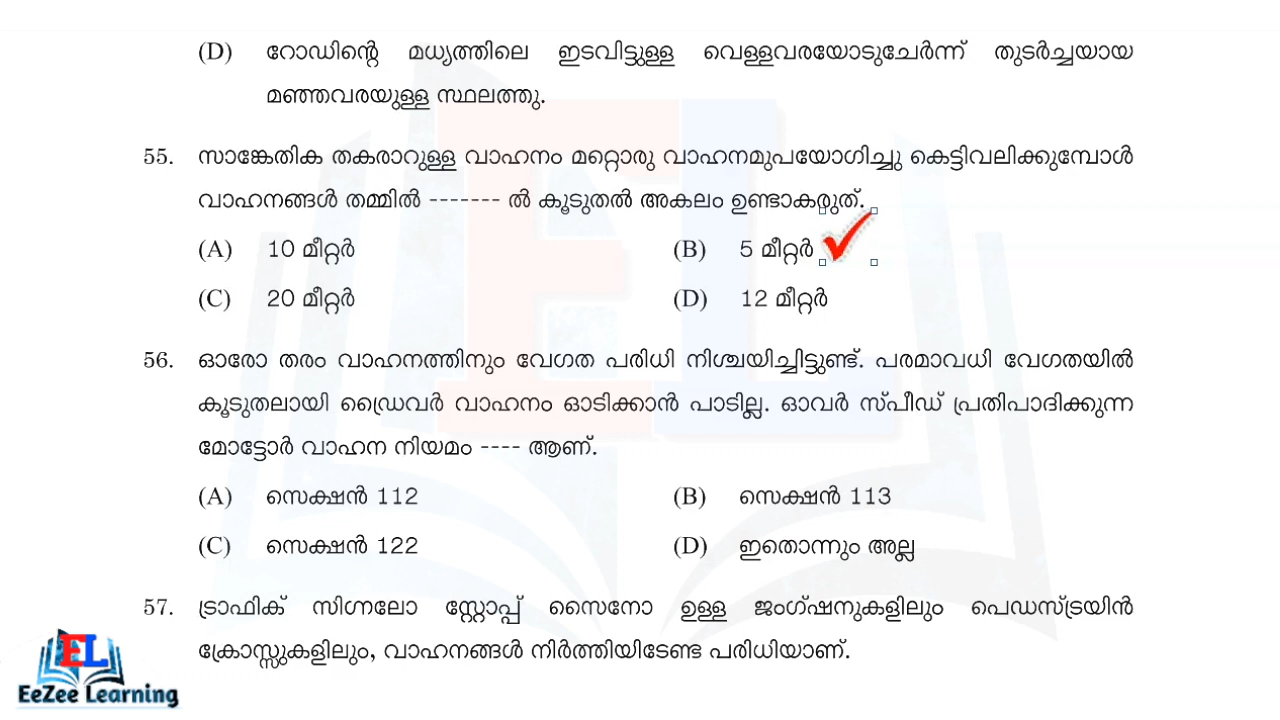 (D) റോഡിന്റെ മധ്യത്തിലെ ഇടവിട്ടുള്ള വെള്ളവരയോടുചേർന്ന് തുടർച്ചയായ
മഞ്ഞവരയുള്ള സ്ഥലത്തു.
55. സാങ്കേതിക തകരാറുള്ള വാഹനം മറ്റൊരു വാഹനമുപയോഗിച്ചു കെട്ടിവലിക്കുമ്പോൾ
വാഹനങ്ങൾ തമ്മിൽ ------- ൽ കൂടുതൽ അകലം ഉണ്ടാകരുത്.
(A) 10 മീറ്റർ (B) 5 മീറ്റർ
(C) 20 മീറ്റർ (D) 12 മീറ്റർ
56. ഓരോ തരം വാഹനത്തിനും വേഗത പരിധി നിശ്ചയിച്ചിട്ടുണ്ട്. പരമാവധി വേഗതയിൽ
കൂടുതലായി ഡ്രൈവർ വാഹനം ഓടിക്കാൻ പാടില്ല. ഓവർ സ്പീഡ് പ്രതിപാദിക്കുന്ന
മോട്ടോർ വാഹന നിയമം ---- ആണ്.
(A) സെക്ഷൻ 112 (B) സെക്ഷൻ 113
(C) സെക്ഷൻ 122 (D) ഇതൊന്നും അല്ല
57. ട്രാഫിക് സിഗ്നലോ സ്റ്റോപ്പ് സൈനോ ഉള്ള ജംഗ്ഷനുകളിലും പെഡസ്ട്രയിൻ
ക്രോസ്സുകളിലും, വാഹനങ്ങൾ നിർത്തിയിടേണ്ട പരിധിയാണ്.
EL
EeZee Learning